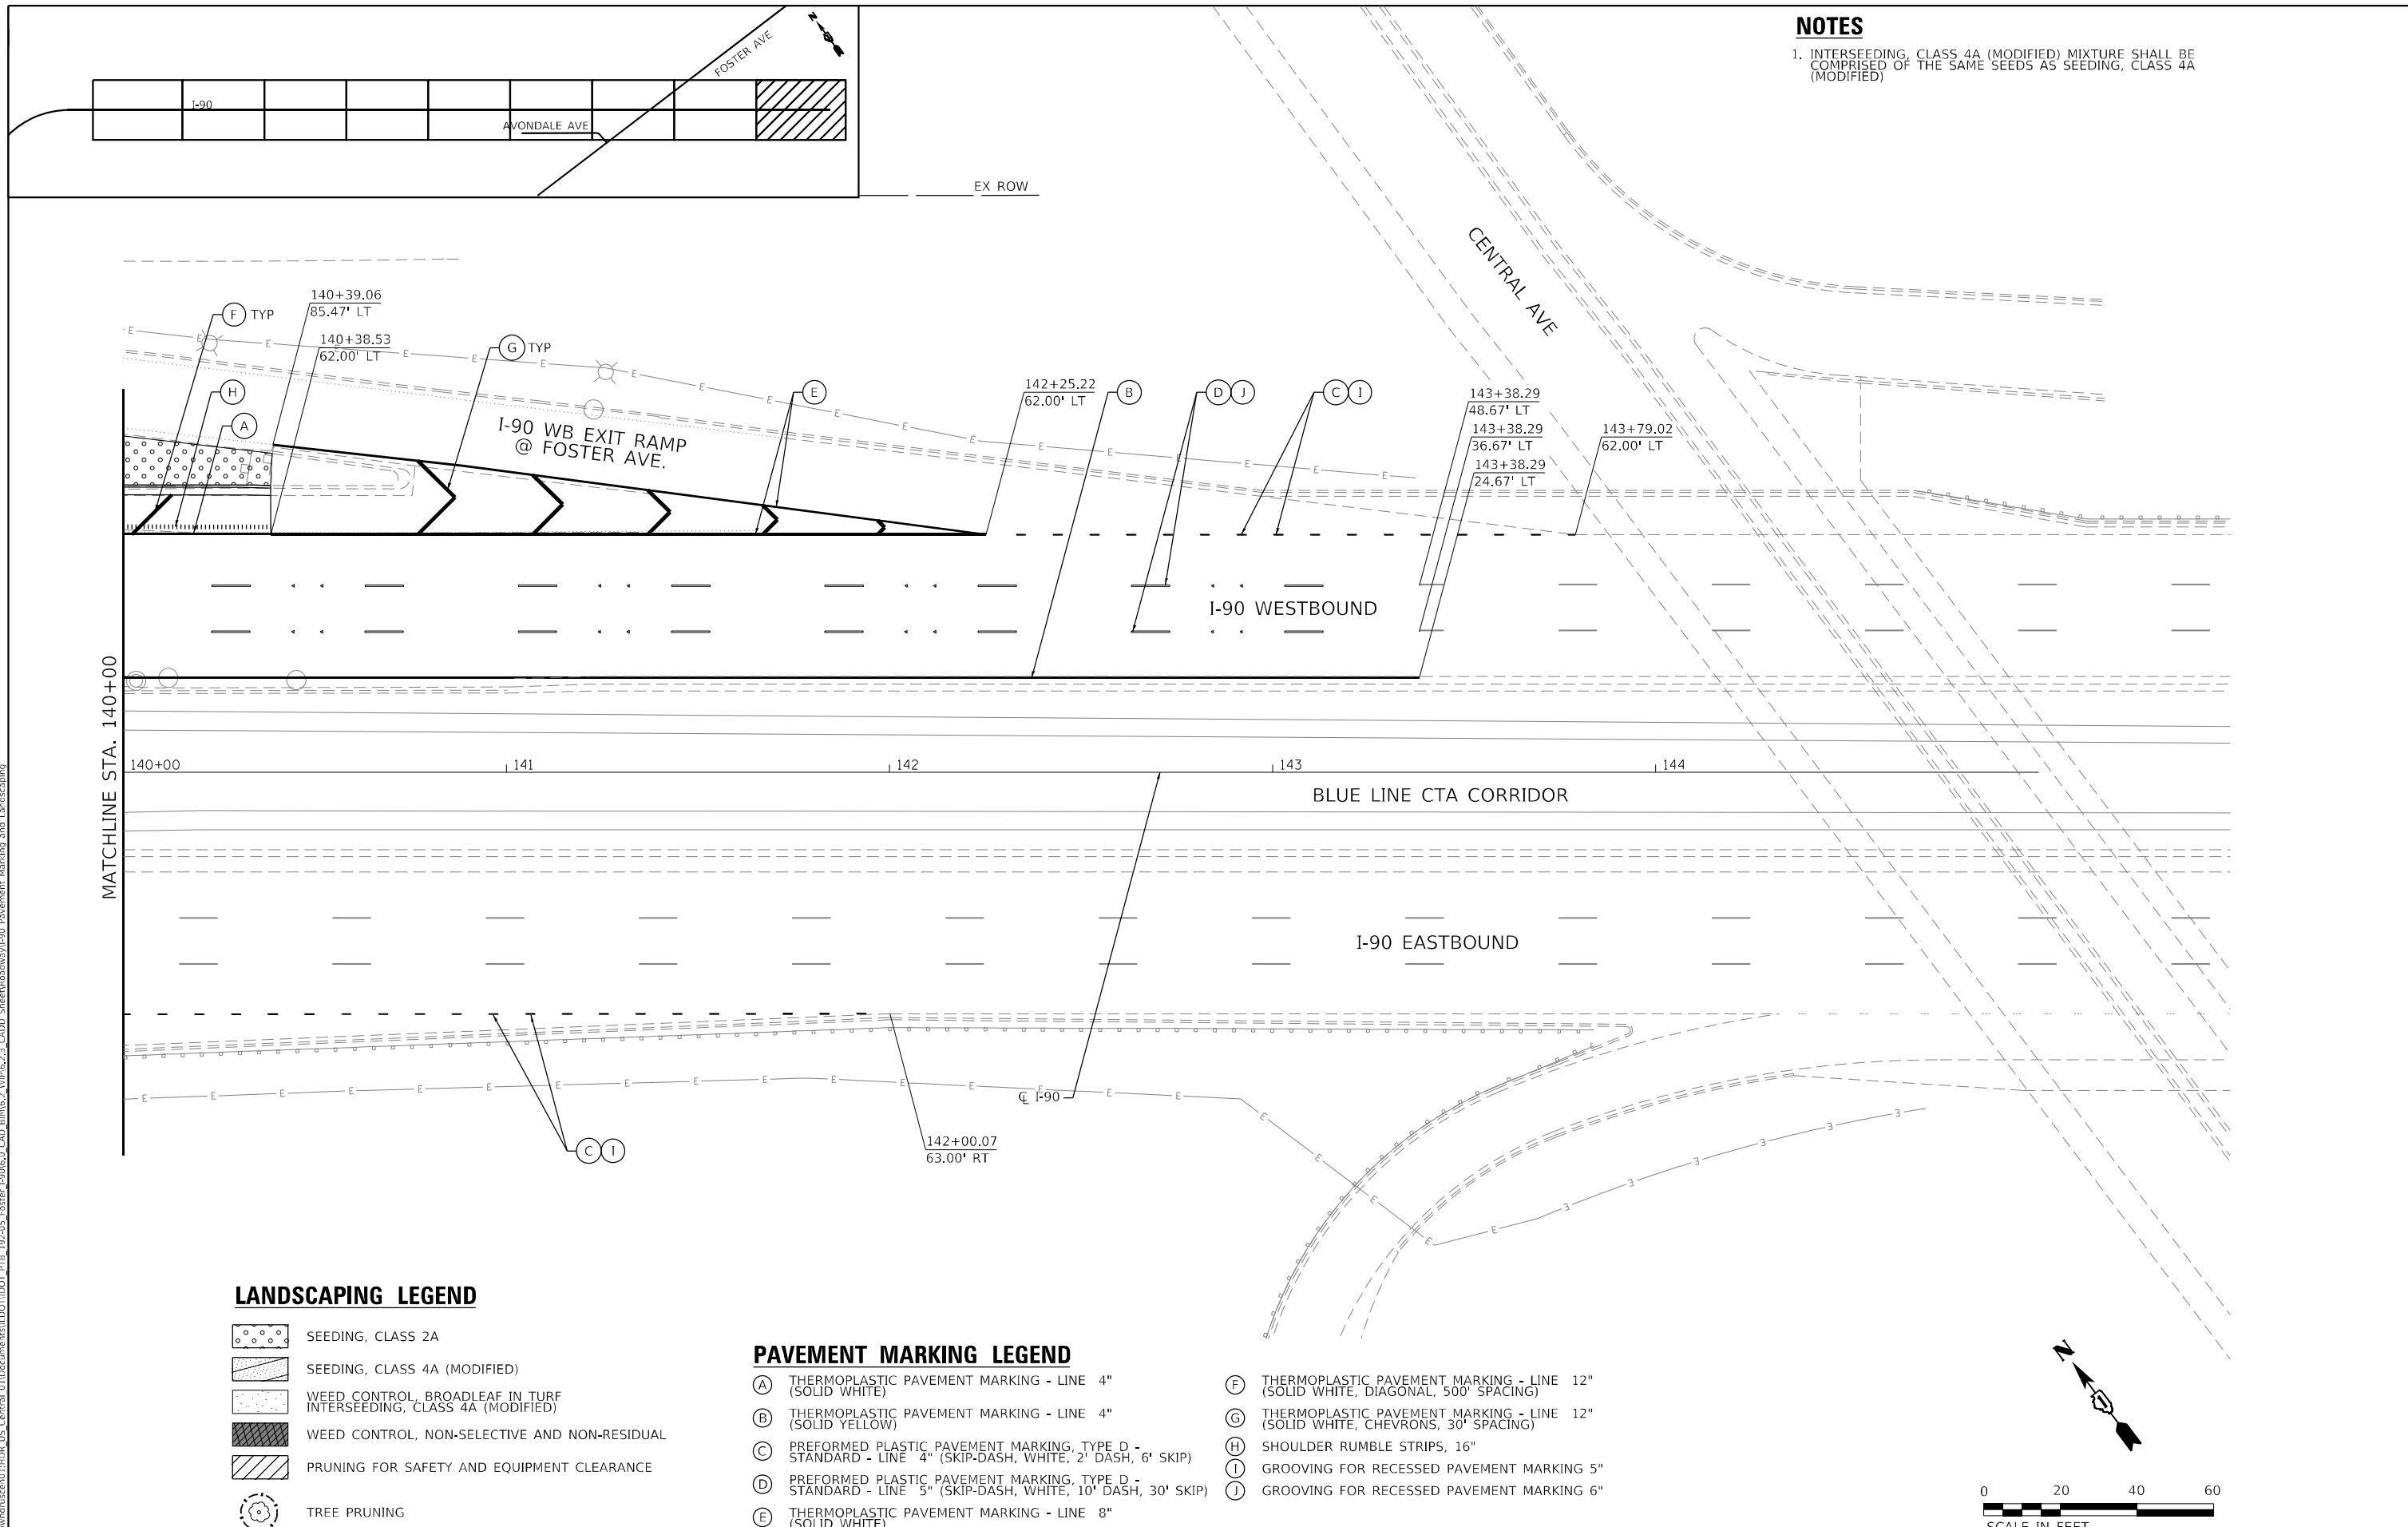 NOTES
1. INTERSEEDING, CLASS 4A (MODIFIED) MIXTURE SHALL BE
COMPRISED OF THE SAME SEEDS AS SEEDING, CLASS 4A
(MODIFIED)
N
FOSTER AVE
I-90
AVONDALE AVE
EX ROW
CENTRAL AVE
140+39.06
85.47' LT
F TYP
140+38.53
62.00' LT
G TYP
H
A
E
142+25.22
62.00' LT
B
D J
C I
143+38.29
48.67' LT
143+38.29
36.67' LT
143+38.29
24.67' LT
143+79.02
62.00' LT
I-90 WB EXIT RAMP
@ FOSTER AVE.
I-90 WESTBOUND
MATCHLINE STA. 140+00
140+00
141
142
143
144
BLUE LINE CTA CORRIDOR
I-90 EASTBOUND
℄ I-90
C I
142+00.07
63.00' RT
LANDSCAPING LEGEND
SEEDING, CLASS 2A
SEEDING, CLASS 4A (MODIFIED)
WEED CONTROL, BROADLEAF IN TURF
INTERSEEDING, CLASS 4A (MODIFIED)
WEED CONTROL, NON-SELECTIVE AND NON-RESIDUAL
PRUNING FOR SAFETY AND EQUIPMENT CLEARANCE
TREE PRUNING
PAVEMENT MARKING LEGEND
A THERMOPLASTIC PAVEMENT MARKING - LINE 4"
(SOLID WHITE)
B THERMOPLASTIC PAVEMENT MARKING - LINE 4"
(SOLID YELLOW)
C PREFORMED PLASTIC PAVEMENT MARKING, TYPE D -
STANDARD - LINE 4" (SKIP-DASH, WHITE, 2' DASH, 6' SKIP)
D PREFORMED PLASTIC PAVEMENT MARKING, TYPE D -
STANDARD - LINE 5" (SKIP-DASH, WHITE, 10' DASH, 30' SKIP)
E THERMOPLASTIC PAVEMENT MARKING - LINE 8"
(SOLID WHITE)
F THERMOPLASTIC PAVEMENT MARKING - LINE 12"
(SOLID WHITE, DIAGONAL, 500' SPACING)
G THERMOPLASTIC PAVEMENT MARKING - LINE 12"
(SOLID WHITE, CHEVRONS, 30' SPACING)
H SHOULDER RUMBLE STRIPS, 16"
I GROOVING FOR RECESSED PAVEMENT MARKING 5"
J GROOVING FOR RECESSED PAVEMENT MARKING 6"
N
0 20 40 60
SCALE IN FEET